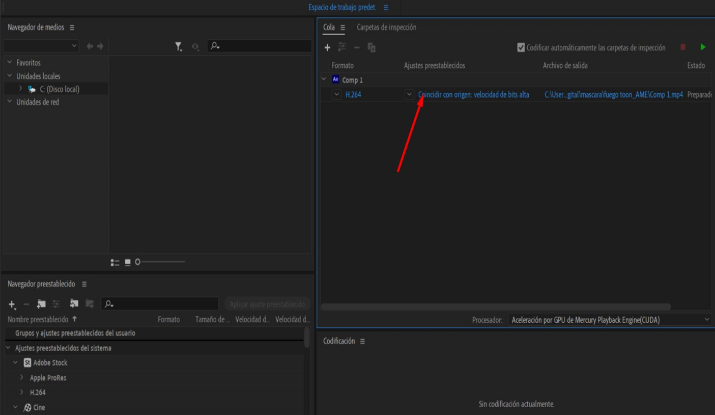 Espacio de trabajo predet.
Navegador de medios
Favoritos
Unidades locales
C: (Disco local)
Unidades de red
Cola
Carpetas de inspección
Codificar automáticamente las carpetas de inspección
Formato Ajustes preestablecidos Archivo de salida Estado
Ae Comp 1
H.264 Coincidir con origen: velocidad de bits alta C:\User...gital\mascara\fuego toon_AME\Comp 1.mp4 Preparado
Procesador: Aceleración por GPU de Mercury Playback Engine(CUDA)
Navegador preestablecido
Aplicar ajuste preestablecido
Nombre preestablecido Formato Tamaño de ... Velocidad d... Velocidad d..
Grupos y ajustes preestablecidos del usuario
Ajustes preestablecidos del sistema
Adobe Stock
Apple ProRes
H.264
Cine
Codificación
Sin codificación actualmente.